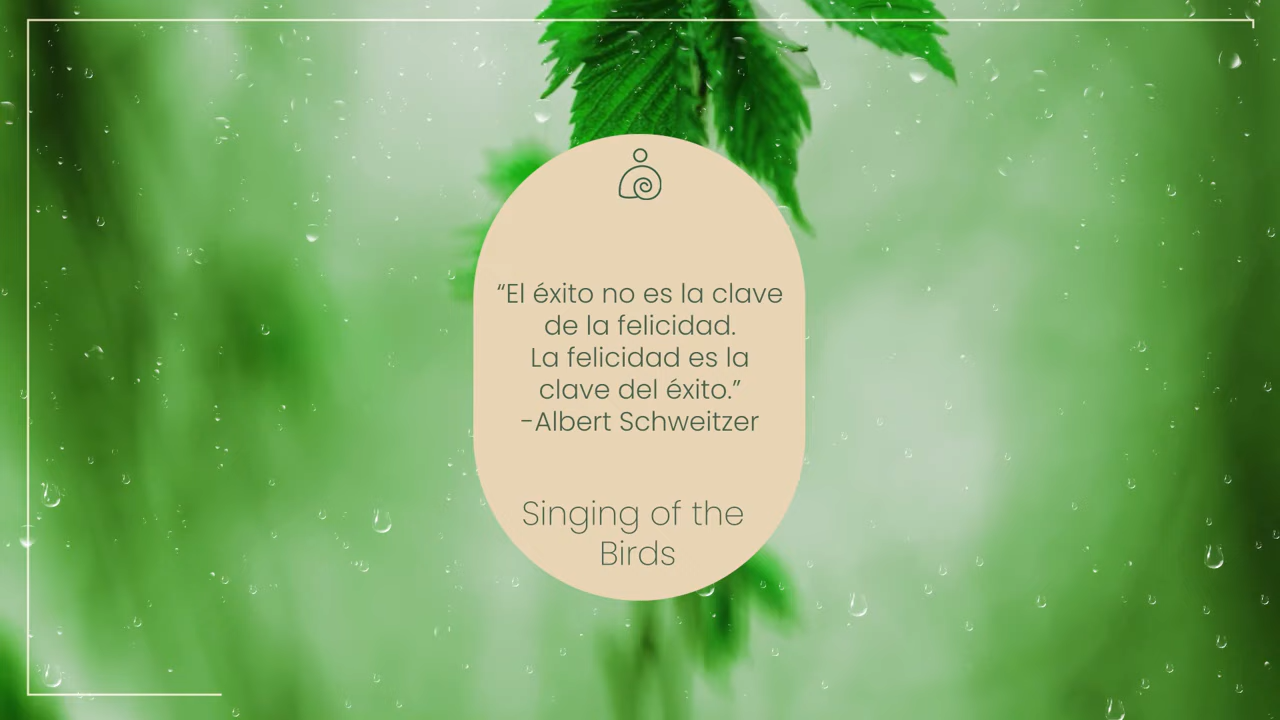 “El éxito no es la clave
de la felicidad.
La felicidad es la
clave del éxito.”
-Albert Schweitzer
Singing of the
Birds